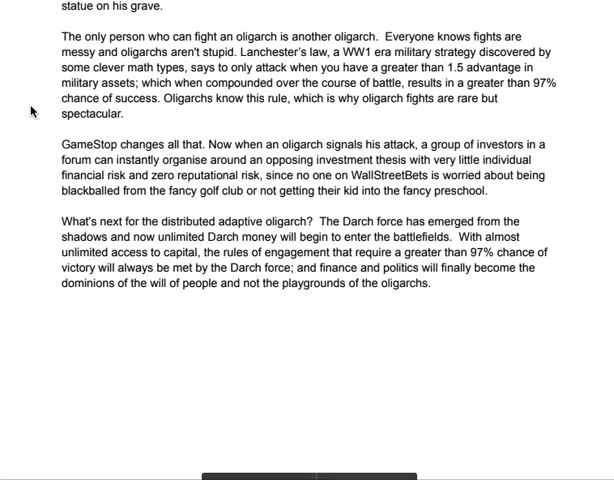 statue on his grave.
The only person who can fight an oligarch is another oligarch.  Everyone knows fights are
messy and oligarchs aren't stupid. Lanchester's law, a WW1 era military strategy discovered by
some clever math types, says to only attack when you have a greater than 1.5 advantage in
military assets; which when compounded over the course of battle, results in a greater than 97%
chance of success. Oligarchs know this rule, which is why oligarch fights are rare but
spectacular.
GameStop changes all that. Now when an oligarch signals his attack, a group of investors in a
forum can instantly organise around an opposing investment thesis with very little individual
financial risk and zero reputational risk, since no one on WallStreetBets is worried about being
blackballed from the fancy golf club or not getting their kid into the fancy preschool.
What's next for the distributed adaptive oligarch?  The Darch force has emerged from the
shadows and now unlimited Darch money will begin to enter the battlefields.  With almost
unlimited access to capital, the rules of engagement that require a greater than 97% chance of
victory will always be met by the Darch force; and finance and politics will finally become the
dominions of the will of people and not the playgrounds of the oligarchs.